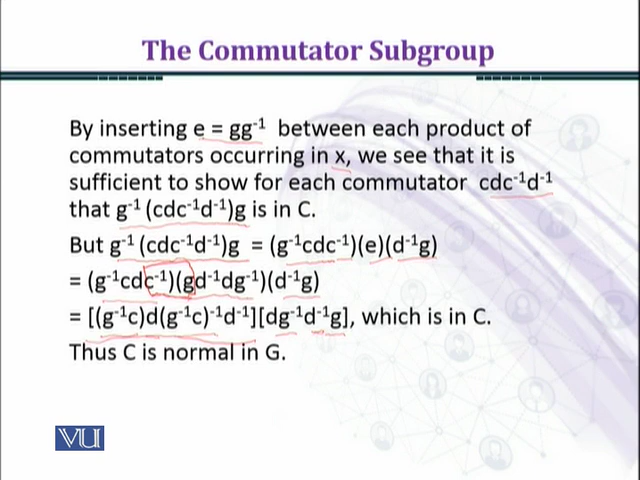 The Commutator Subgroup
By inserting e = gg⁻¹ between each product of
commutators occurring in x, we see that it is
sufficient to show for each commutator cdc⁻¹d⁻¹
that g⁻¹ (cdc⁻¹d⁻¹)g is in C.
But g⁻¹ (cdc⁻¹d⁻¹)g = (g⁻¹cdc⁻¹)(e)(d⁻¹g)
= (g⁻¹cdc⁻¹)(gd⁻¹dg⁻¹)(d⁻¹g)
= [(g⁻¹c)d(g⁻¹c)⁻¹d⁻¹][dg⁻¹d⁻¹g], which is in C.
Thus C is normal in G.
VU